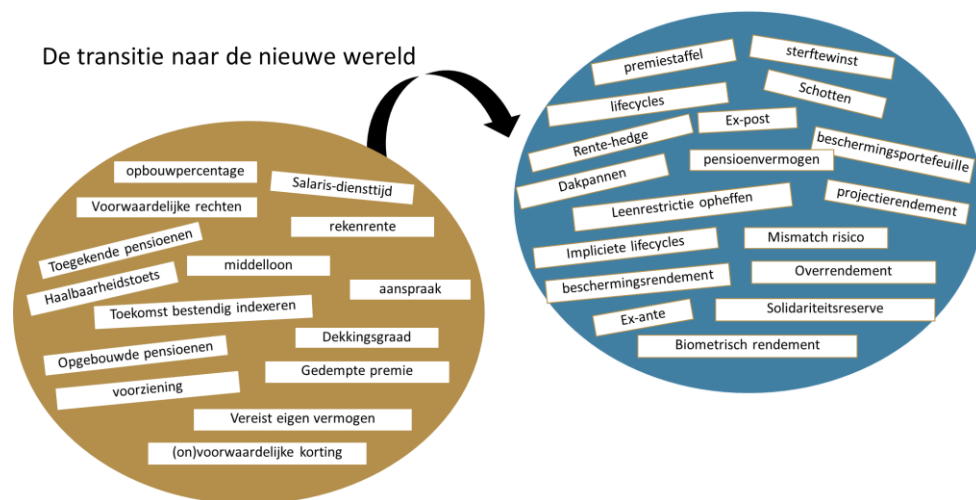 De transitie naar de nieuwe wereld
opbouwpercentage
Salaris-diensttijd
Voorwaardelijke rechten
rekenrente
Toegekende pensioenen
middelloon
Haalbaarheidstoets
aanspraak
Toekomst bestendig indexeren
Dekkingsgraad
Opgebouwde pensioenen
Gedempte premie
voorziening
Vereist eigen vermogen
(on)voorwaardelijke korting
premiestaffel
sterftewinst
Schotten
lifecycles
Ex-post
Rente-hedge
beschermingsportefeuille
pensioenvermogen
Dakpannen
projectierendement
Leenrestrictie opheffen
Mismatch risico
Impliciete lifecycles
Overrendement
beschermingsrendement
Solidariteitsreserve
Ex-ante
Biometrisch rendement